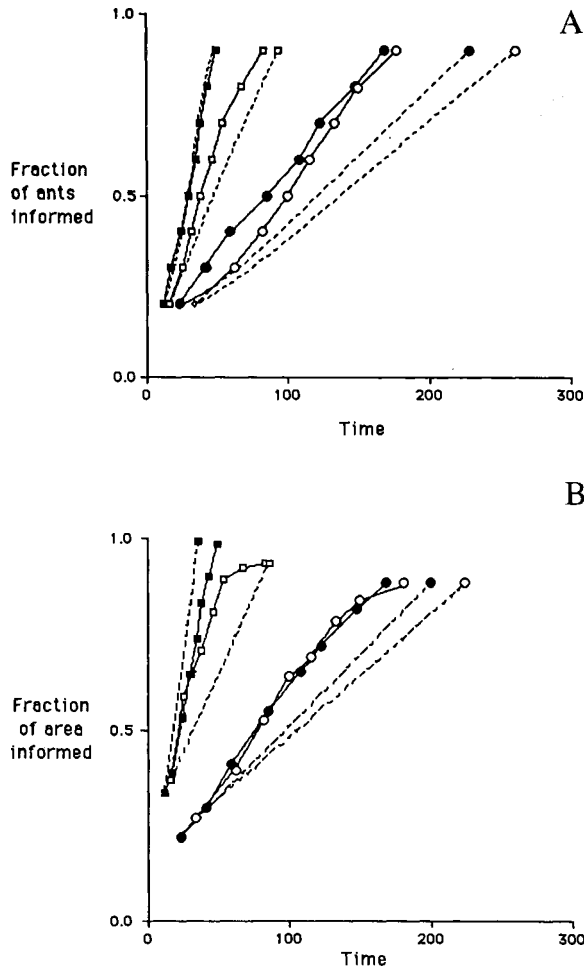 A
1.0
Fraction
of ants
informed
0.5
0.0
0
100
200
300
Time
B
1.0
Fraction
of area
informed
0.5
0.0
0
100
200
300
Time